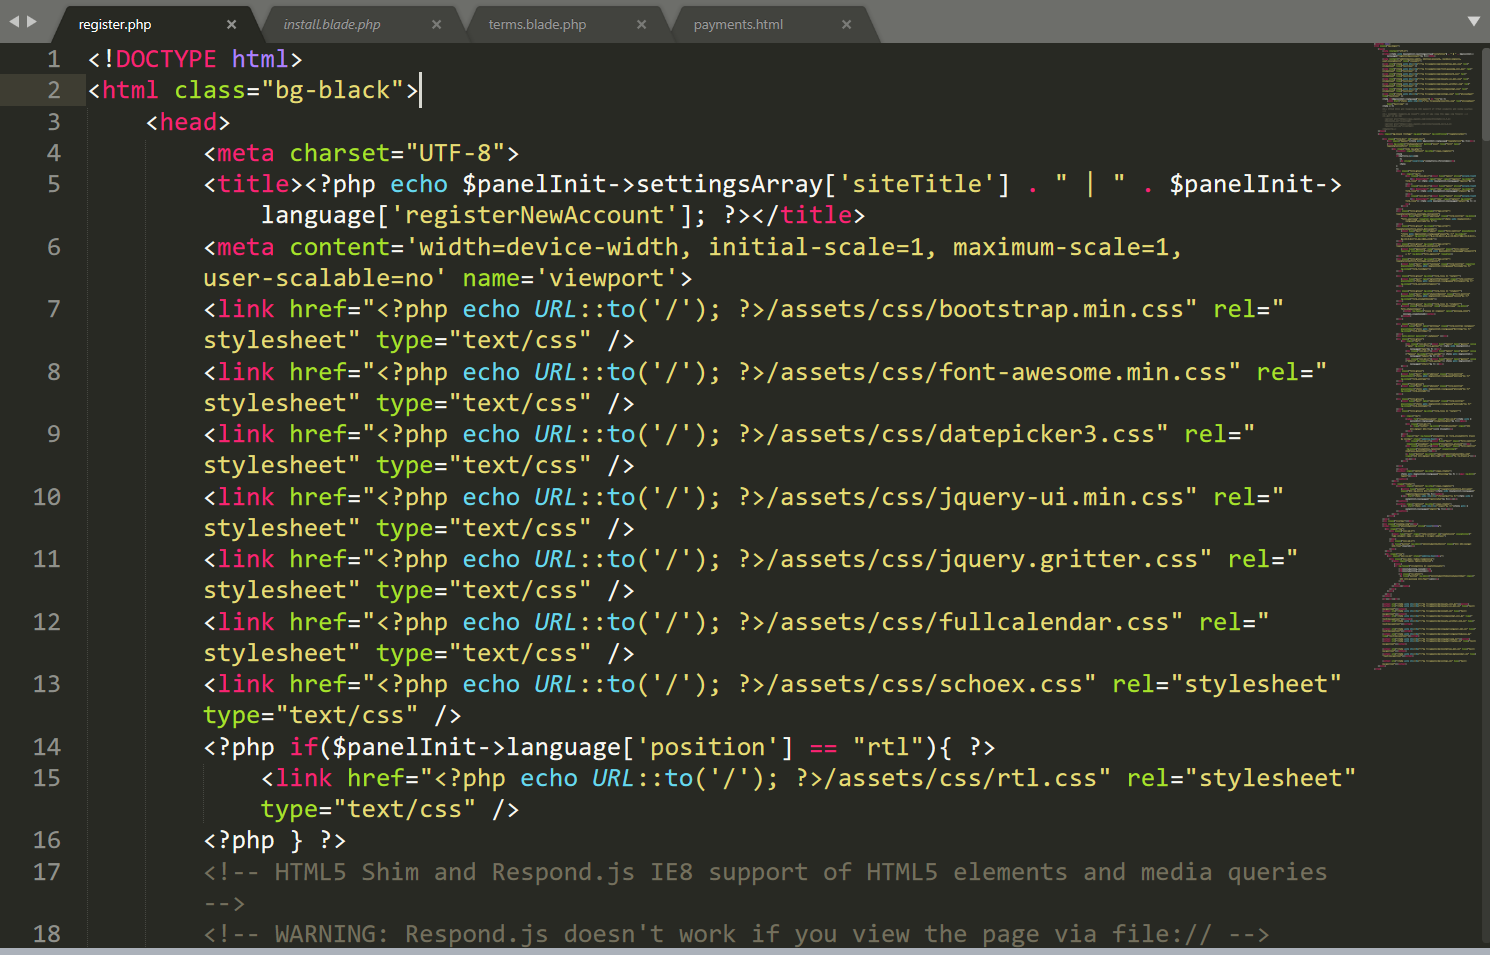 register.php × install.blade.php × terms.blade.php × payments.html ×
1 <!DOCTYPE html>
2 <html class="bg-black">
3 <head>
4 <meta charset="UTF-8">
5 <title><?php echo $panelInit->settingsArray['siteTitle'] . " | " . $panelInit->
language['registerNewAccount']; ?></title>
6 <meta content='width=device-width, initial-scale=1, maximum-scale=1,
user-scalable=no' name='viewport'>
7 <link href="<?php echo URL::to('/'); ?>/assets/css/bootstrap.min.css" rel="
stylesheet" type="text/css" />
8 <link href="<?php echo URL::to('/'); ?>/assets/css/font-awesome.min.css" rel="
stylesheet" type="text/css" />
9 <link href="<?php echo URL::to('/'); ?>/assets/css/datepicker3.css" rel="
stylesheet" type="text/css" />
10 <link href="<?php echo URL::to('/'); ?>/assets/css/jquery-ui.min.css" rel="
stylesheet" type="text/css" />
11 <link href="<?php echo URL::to('/'); ?>/assets/css/jquery.gritter.css" rel="
stylesheet" type="text/css" />
12 <link href="<?php echo URL::to('/'); ?>/assets/css/fullcalendar.css" rel="
stylesheet" type="text/css" />
13 <link href="<?php echo URL::to('/'); ?>/assets/css/schoex.css" rel="stylesheet"
type="text/css" />
14 <?php if($panelInit->language['position'] == "rtl"){ ?>
15 <link href="<?php echo URL::to('/'); ?>/assets/css/rtl.css" rel="stylesheet"
type="text/css" />
16 <?php } ?>
17 <!-- HTML5 Shim and Respond.js IE8 support of HTML5 elements and media queries
-->
18 <!-- WARNING: Respond.js doesn't work if you view the page via file:// -->